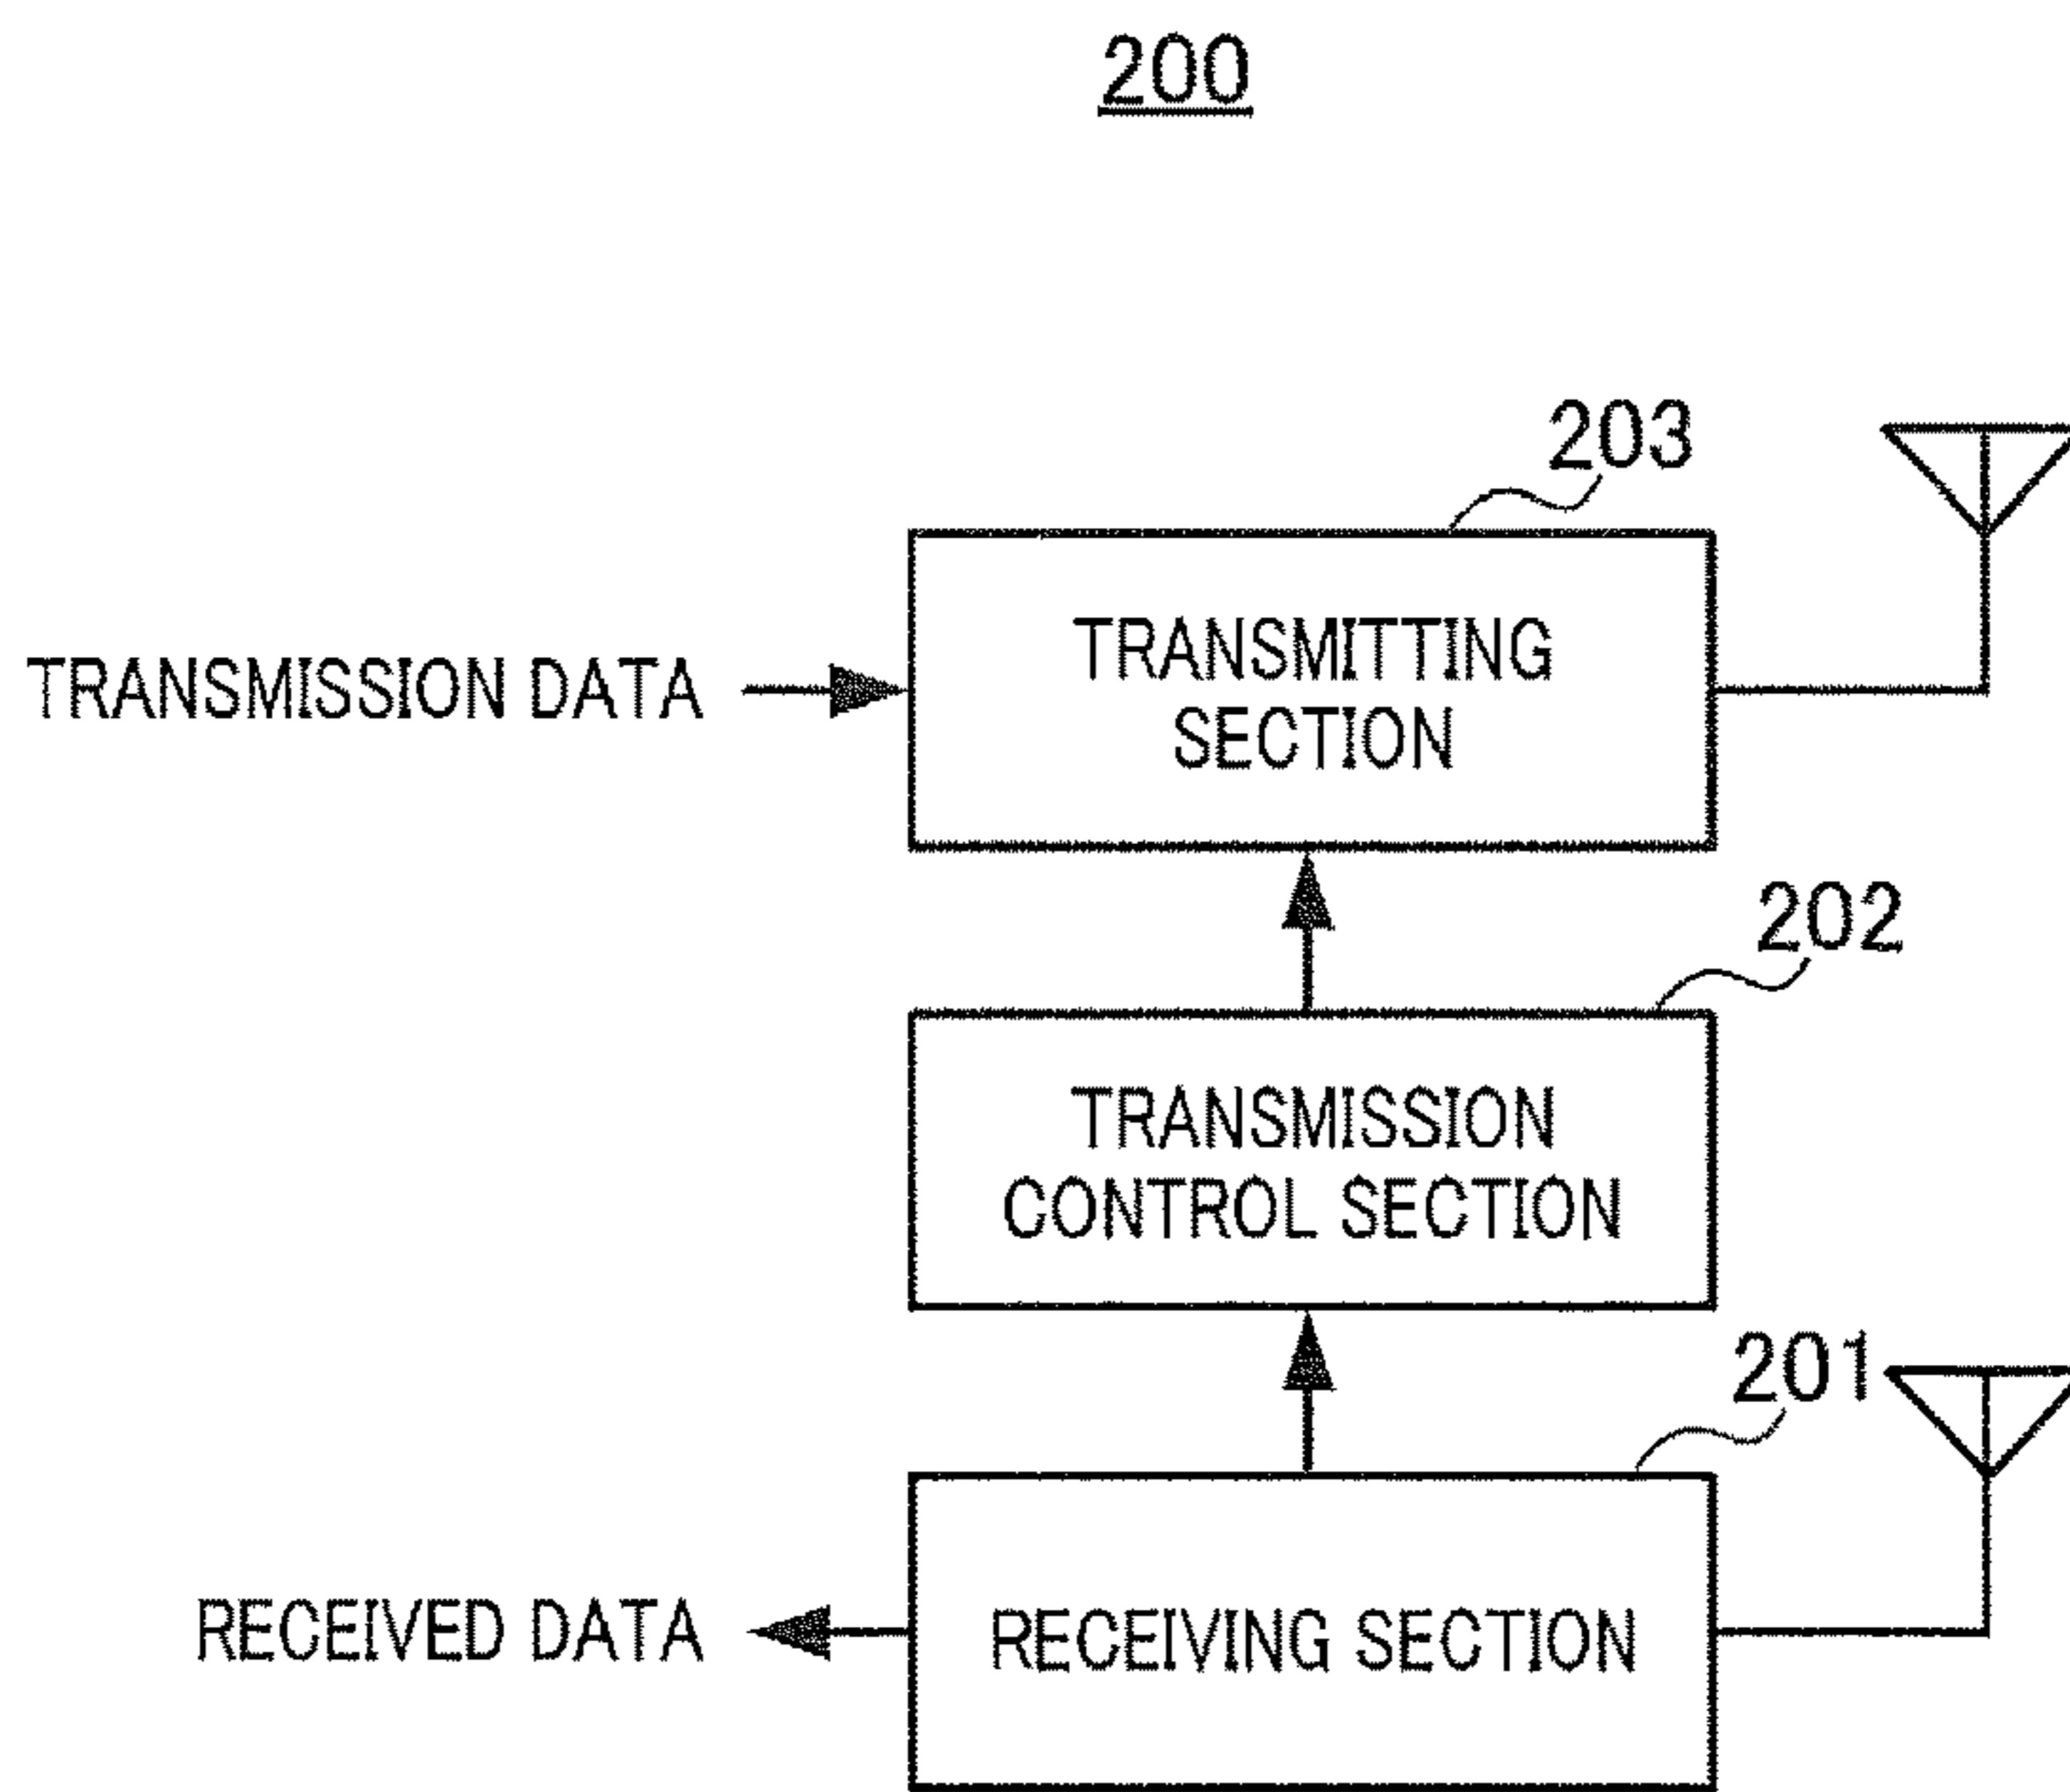 200
203
TRANSMISSION DATA
TRANSMITTING
SECTION
202
TRANSMISSION
CONTROL SECTION
201
RECEIVED DATA
RECEIVING SECTION